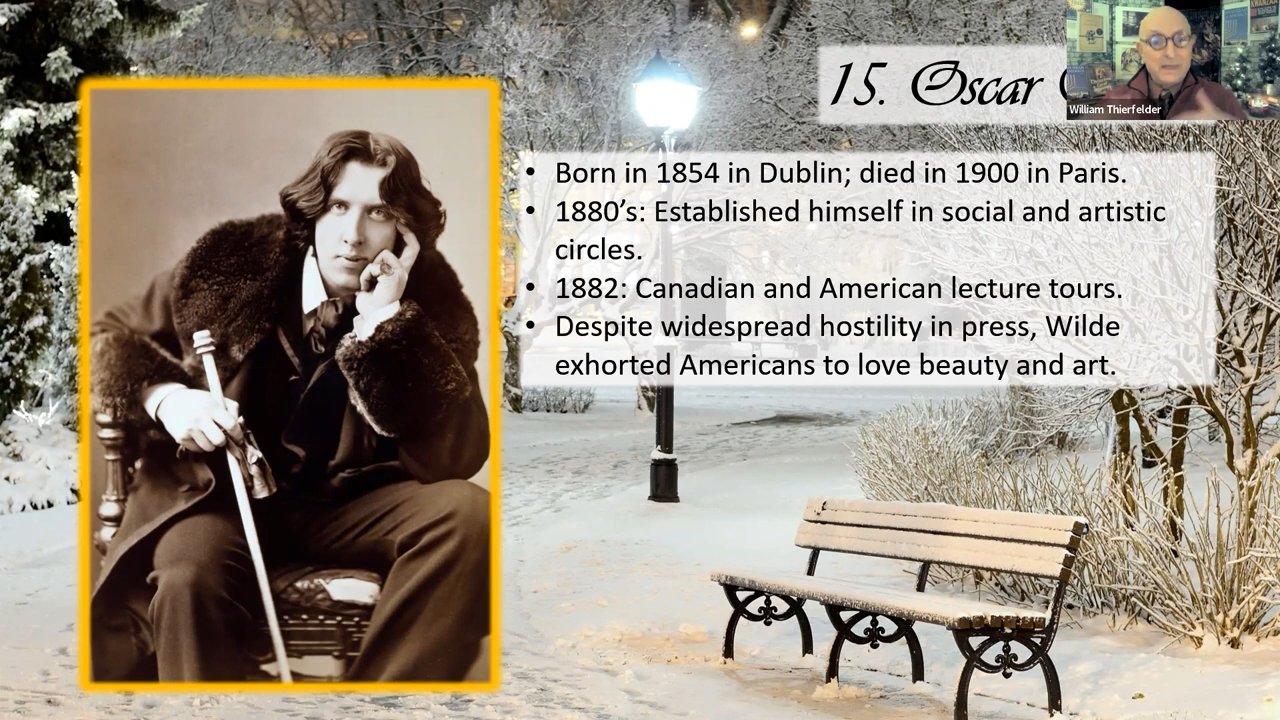 15. Oscar
William Thierfelder
• Born in 1854 in Dublin; died in 1900 in Paris.
• 1880’s: Established himself in social and artistic
circles.
• 1882: Canadian and American lecture tours.
• Despite widespread hostility in press, Wilde
exhorted Americans to love beauty and art.